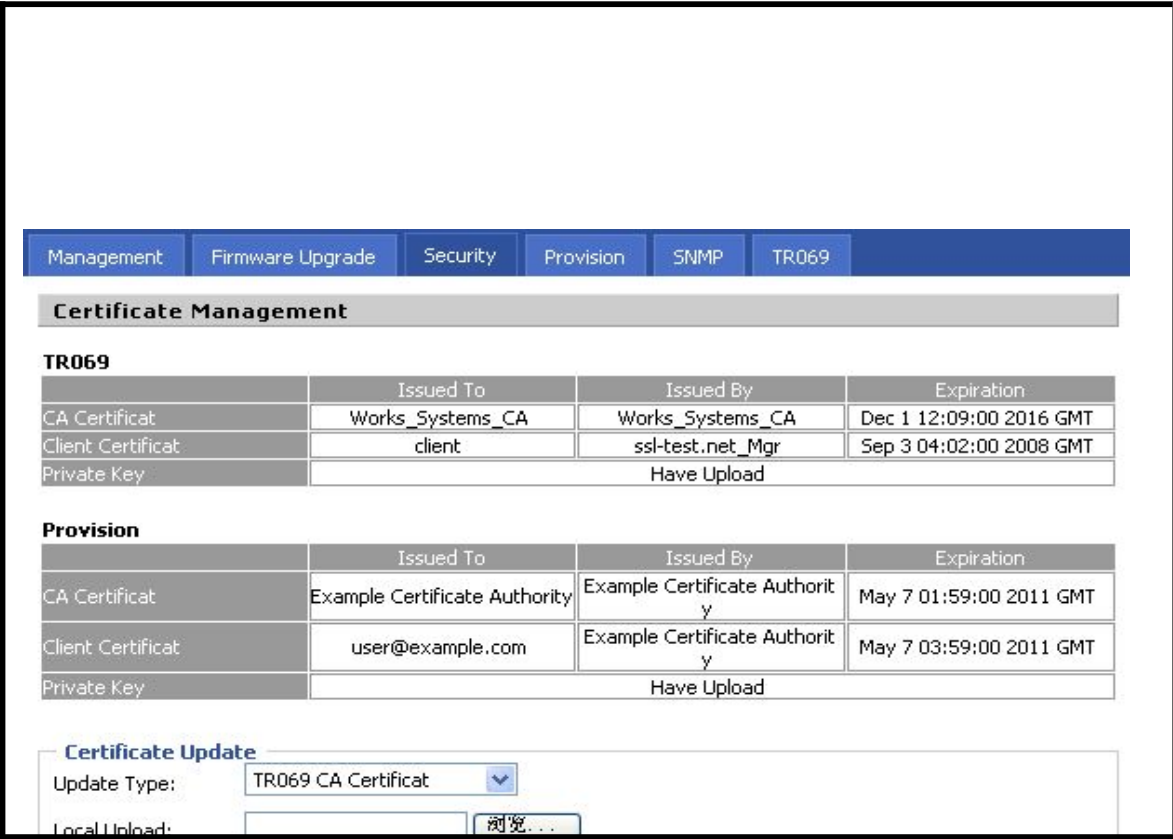 Management Firmware Upgrade Security Provision SNMP TR069
Certificate Management
TR069
Issued To Issued By Expiration
CA Certificat Works_Systems_CA Works_Systems_CA Dec 1 12:09:00 2016 GMT
Client Certificat client ssl-test.net_Mgr Sep 3 04:02:00 2008 GMT
Private Key Have Upload
Provision
Issued To Issued By Expiration
CA Certificat Example Certificate Authority Example Certificate Authorit
y May 7 01:59:00 2011 GMT
Client Certificat user@example.com Example Certificate Authorit
y May 7 03:59:00 2011 GMT
Private Key Have Upload
Certificate Update
Update Type: TR069 CA Certificat
Local Upload: 浏览...